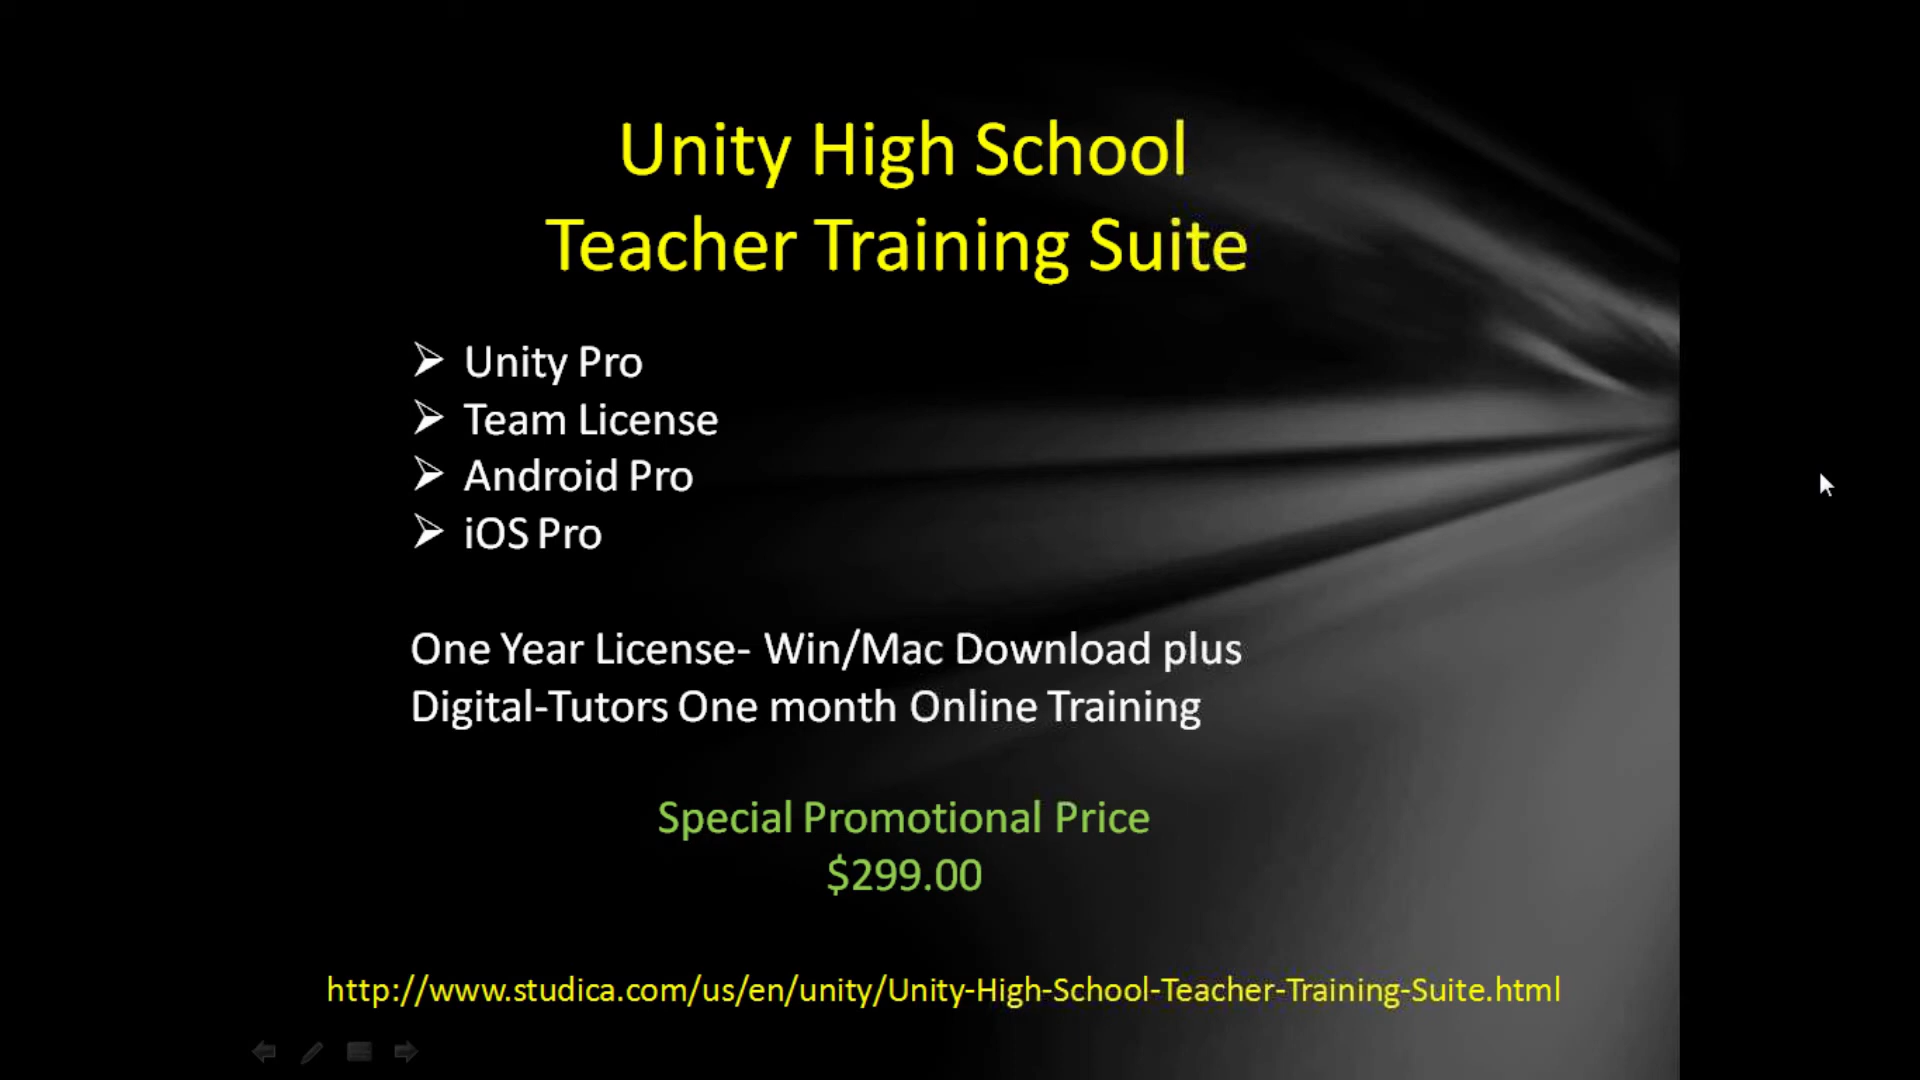 Unity High School
Teacher Training Suite
Unity Pro
Team License
Android Pro
iOS Pro
One Year License- Win/Mac Download plus
Digital-Tutors One month Online Training
Special Promotional Price
$299.00
http://www.studica.com/us/en/unity/Unity-High-School-Teacher-Training-Suite.html